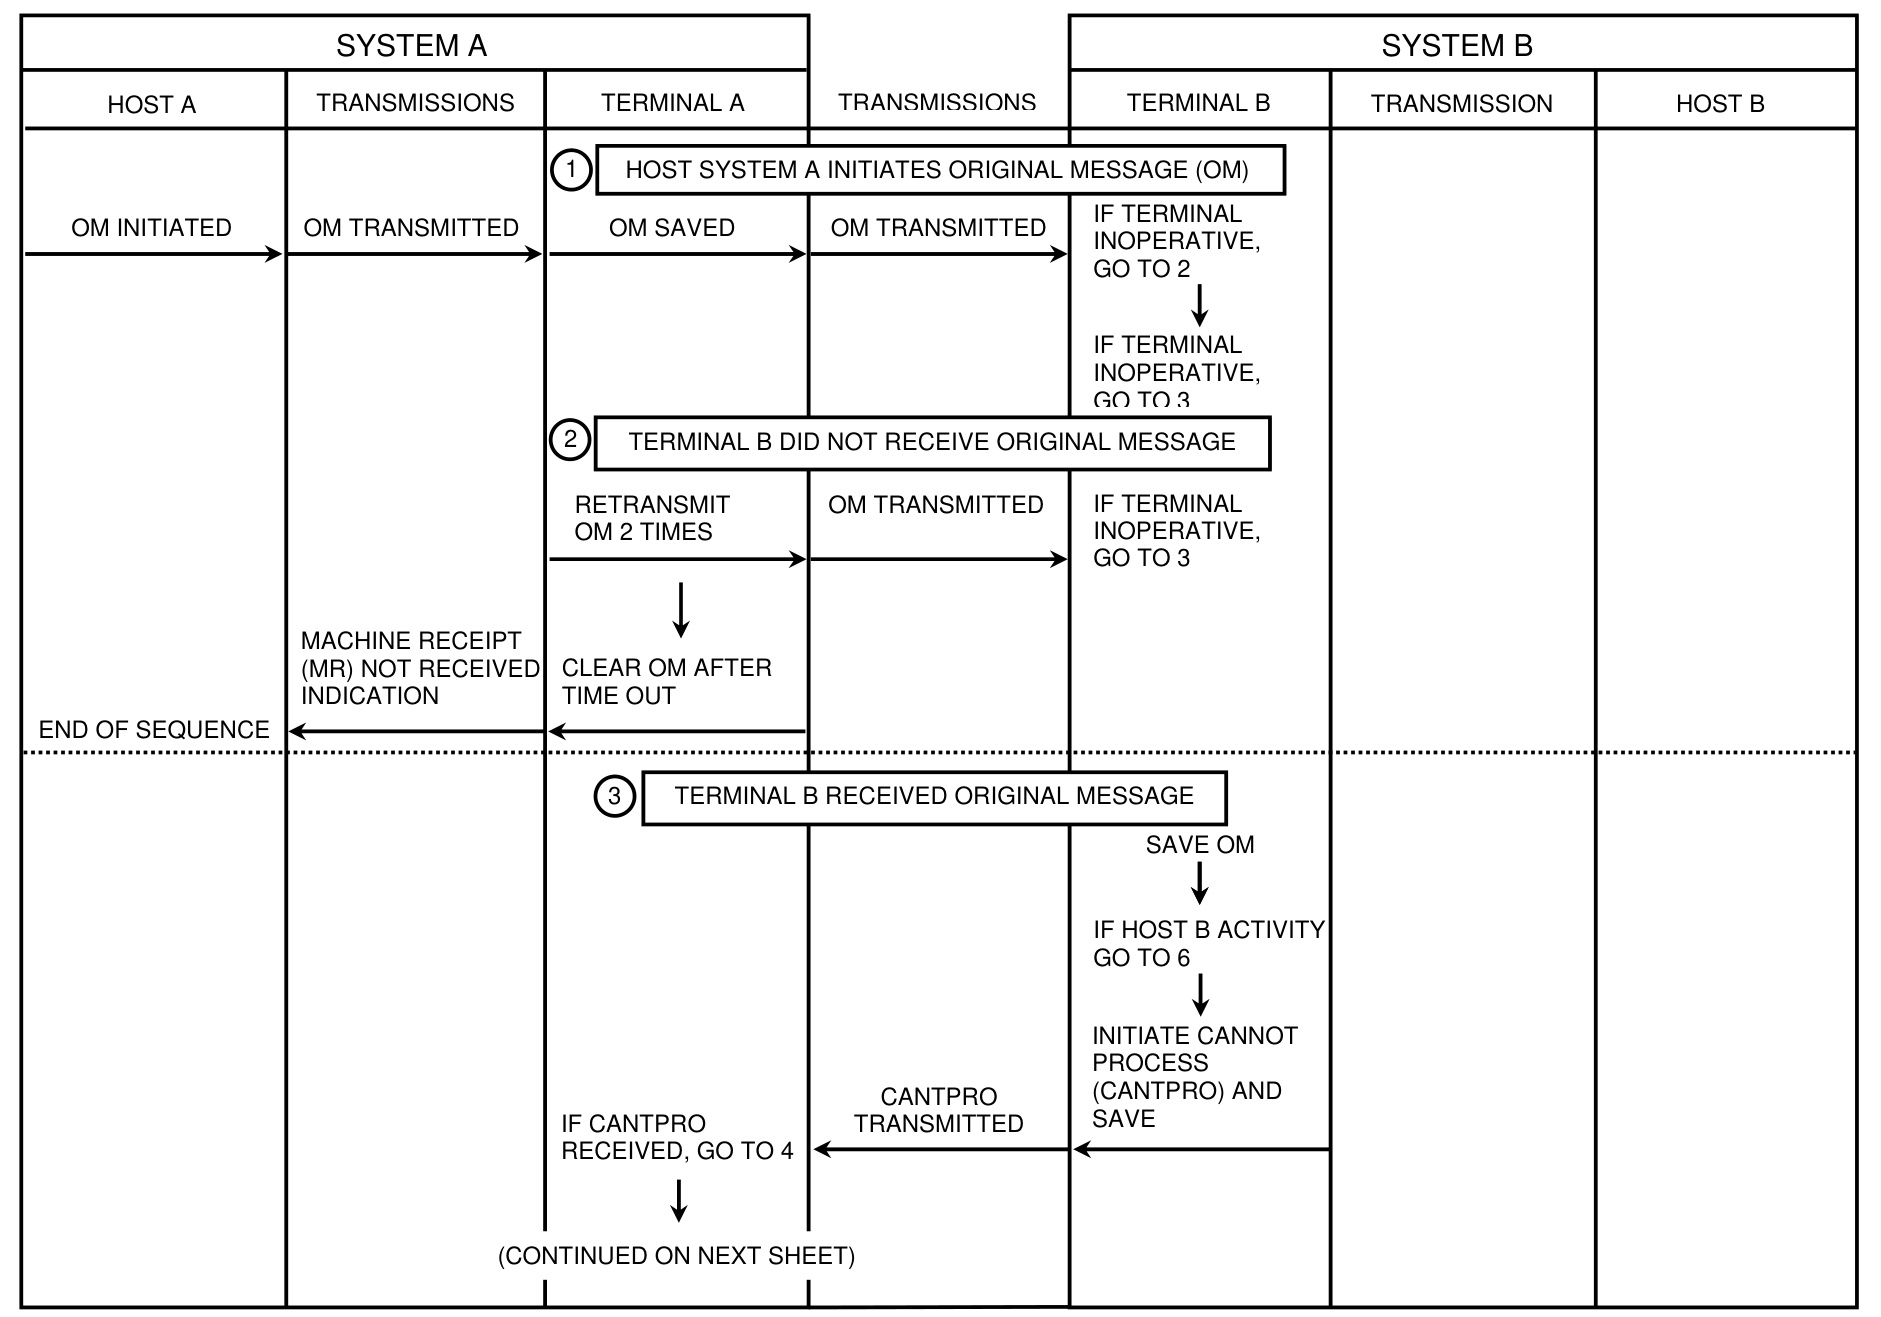 SYSTEM A
SYSTEM B
HOST A
TRANSMISSIONS
TERMINAL A
TRANSMISSIONS
TERMINAL B
TRANSMISSION
HOST B
1
HOST SYSTEM A INITIATES ORIGINAL MESSAGE (OM)
OM INITIATED
OM TRANSMITTED
OM SAVED
OM TRANSMITTED
IF TERMINAL
INOPERATIVE,
GO TO 2
IF TERMINAL
INOPERATIVE,
GO TO 3
2
TERMINAL B DID NOT RECEIVE ORIGINAL MESSAGE
RETRANSMIT
OM 2 TIMES
OM TRANSMITTED
IF TERMINAL
INOPERATIVE,
GO TO 3
MACHINE RECEIPT
(MR) NOT RECEIVED
INDICATION
CLEAR OM AFTER
TIME OUT
END OF SEQUENCE
3
TERMINAL B RECEIVED ORIGINAL MESSAGE
SAVE OM
IF HOST B ACTIVITY
GO TO 6
INITIATE CANNOT
PROCESS
(CANTPRO) AND
SAVE
CANTPRO
TRANSMITTED
IF CANTPRO
RECEIVED, GO TO 4
(CONTINUED ON NEXT SHEET)